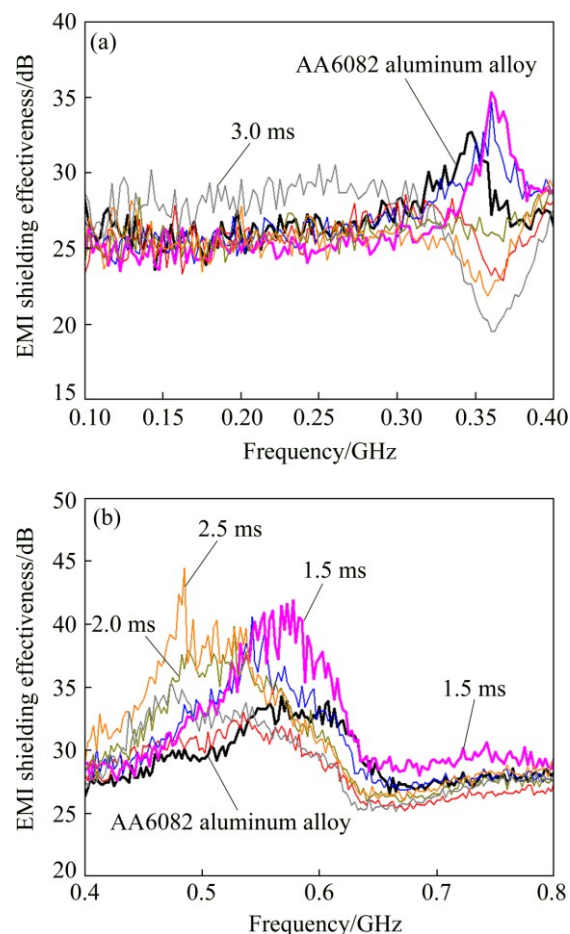 (a)
AA6082 aluminum alloy
3.0 ms
EMI shielding effectiveness/dB
40
35
30
25
20
15
0.10 0.15 0.20 0.25 0.30 0.35 0.40
Frequency/GHz
(b)
2.5 ms
1.5 ms
2.0 ms
1.5 ms
AA6082 aluminum alloy
EMI shielding effectiveness/dB
50
45
40
35
30
25
20
0.4 0.5 0.6 0.7 0.8
Frequency/GHz